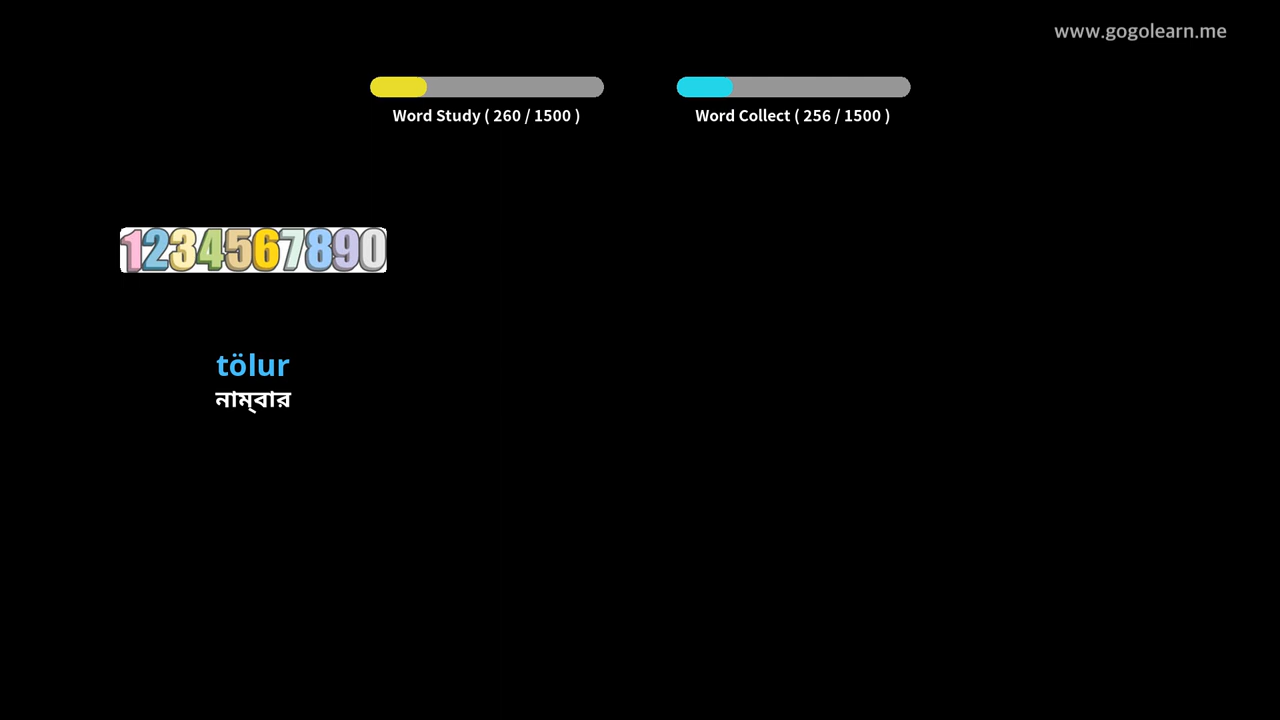 www.gogolearn.me
Word Study ( 260 / 1500 )
Word Collect ( 256 / 1500 )
1234567890
tölur
নাম্বার